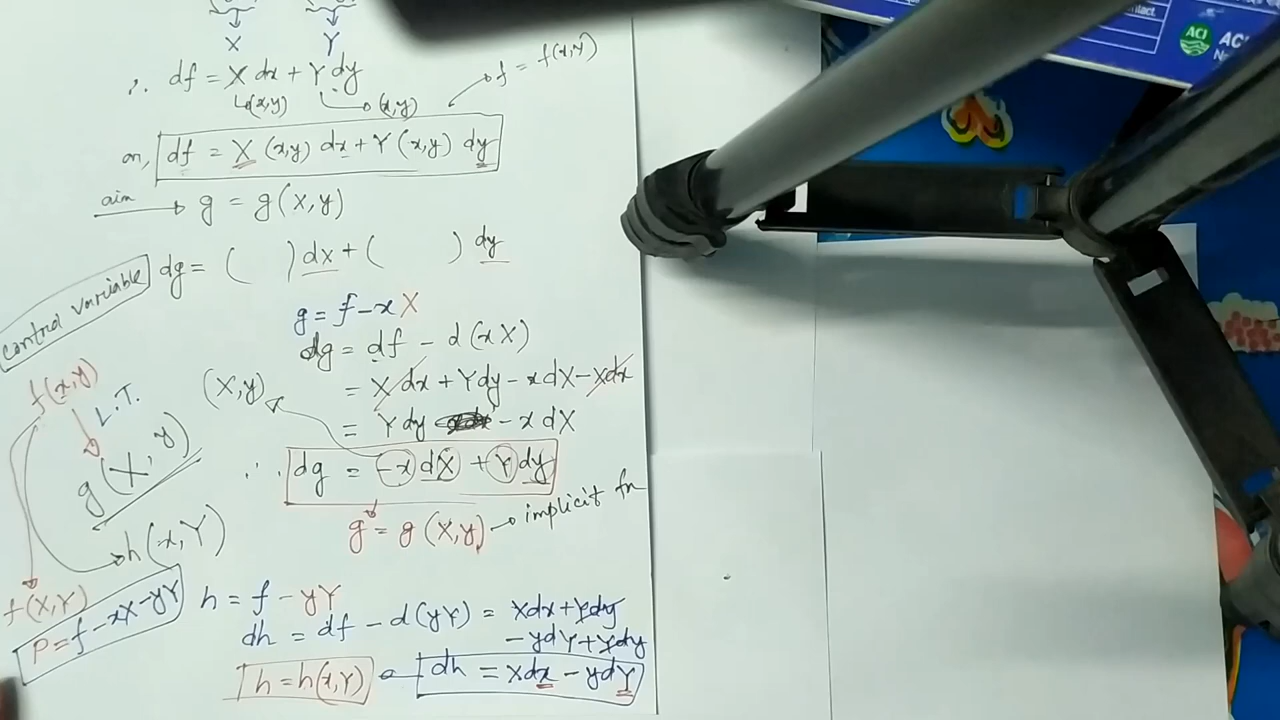 X Y
∴ df = X dx + Y dy
↳(x,y) (x,y)
f = f(x,y)
or, df = X (x,y) dx + Y (x,y) dy
aim → g = g(X,y)
control variable
dg = ( ) dX + ( ) dy
g = f - xX
dg = df - d(xX)
= X dx + Ydy - xdX - Xdx
= Ydy - x dX
(X,y)
∴ dg = -x dX + Y dy
g = g(X,y) → implicit fn
f(x,y)
L.T.
g(X,y)
h(x,Y)
f(X,Y)
P = f - xX - yY
h = f - yY
dh = df - d(yY) = Xdx + Ydy
- ydY + Ydy
h = h(x,Y) ← dh = Xdx - ydY
ACI